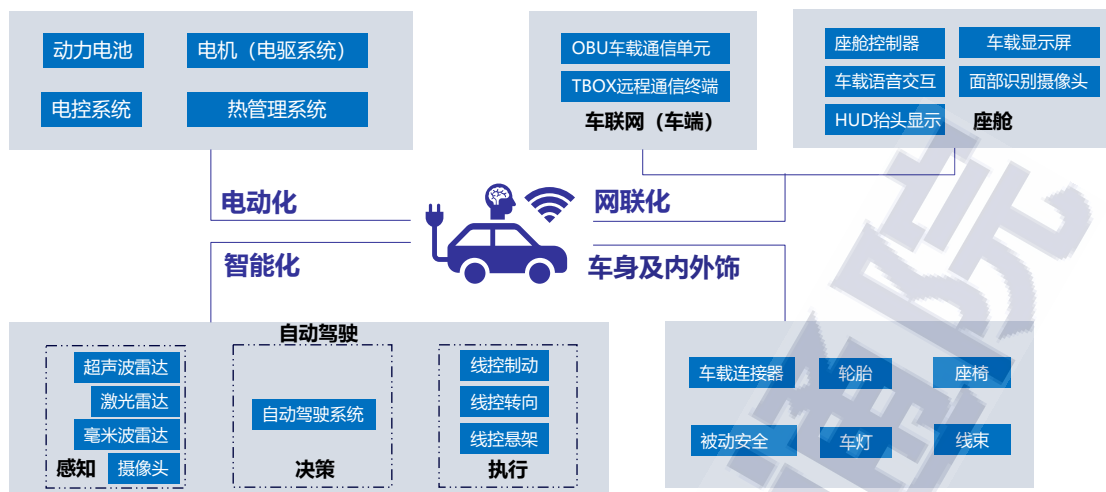 动力电池
电机（电驱系统）
电控系统
热管理系统
OBU车载通信单元
TBOX远程通信终端
车联网（车端）
座舱控制器
车载显示屏
车载语音交互
面部识别摄像头
HUD抬头显示
座舱
电动化
网联化
智能化
车身及内外饰
自动驾驶
超声波雷达
激光雷达
毫米波雷达
感知
摄像头
自动驾驶系统
决策
线控制动
线控转向
线控悬架
执行
车载连接器
轮胎
座椅
被动安全
车灯
线束